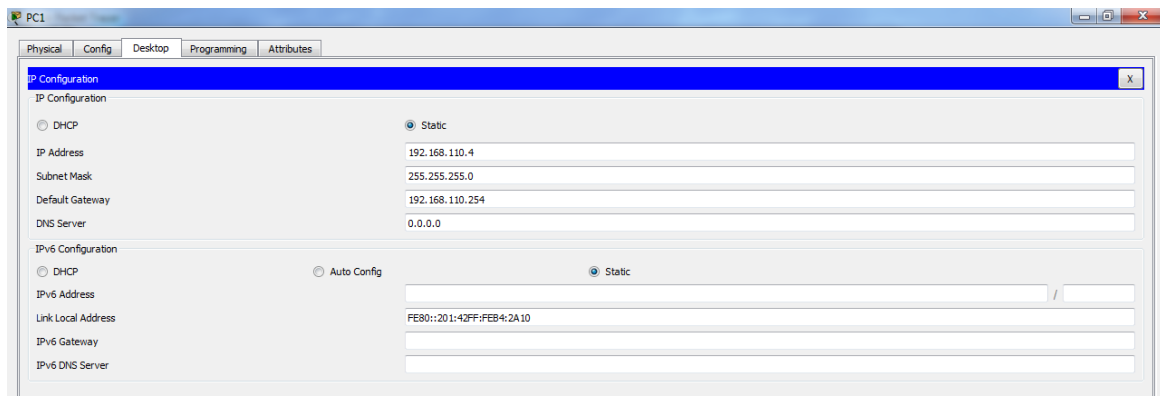 PC1
Physical Config Desktop Programming Attributes
IP Configuration X
IP Configuration
DHCP Static
IP Address 192.168.110.4
Subnet Mask 255.255.255.0
Default Gateway 192.168.110.254
DNS Server 0.0.0.0
IPv6 Configuration
DHCP Auto Config Static
IPv6 Address /
Link Local Address FE80::201:42FF:FEB4:2A10
IPv6 Gateway
IPv6 DNS Server